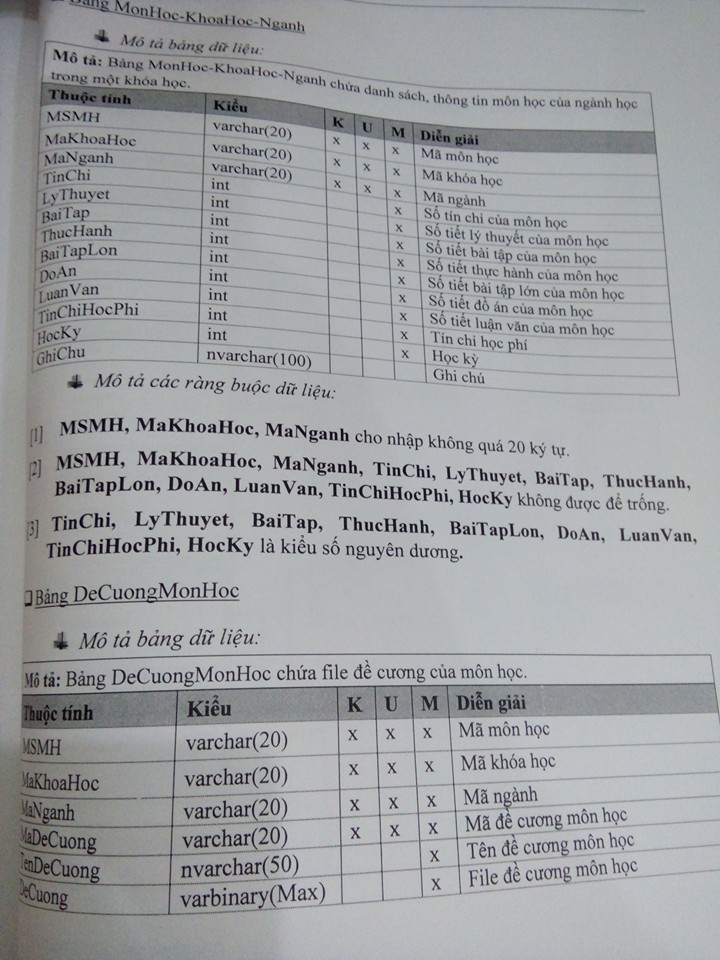 Bảng MonHoc-KhoaHoc-Nganh
Mô tả bảng dữ liệu:
Mô tả: Bảng MonHoc-KhoaHoc-Nganh chứa danh sách, thông tin môn học của ngành học
trong một khóa học.
Thuộc tính Kiểu K U M Diễn giải
MSMH varchar(20) x x x Mã môn học
MaKhoaHoc varchar(20) x x x Mã khóa học
MaNganh varchar(20) x x x Mã ngành
TinChi int x Số tín chỉ của môn học
LyThuyet int x Số tiết lý thuyết của môn học
BaiTap int x Số tiết bài tập của môn học
ThucHanh int x Số tiết thực hành của môn học
BaiTapLon int x Số tiết bài tập lớn của môn học
DoAn int x Số tiết đồ án của môn học
LuanVan int x Số tiết luận văn của môn học
TinChiHocPhi int x Tín chỉ học phí
HocKy int x Học kỳ
GhiChu nvarchar(100) Ghi chú
Mô tả các ràng buộc dữ liệu:
[1] MSMH, MaKhoaHoc, MaNganh cho nhập không quá 20 ký tự.
[2] MSMH, MaKhoaHoc, MaNganh, TinChi, LyThuyet, BaiTap, ThucHanh,
BaiTapLon, DoAn, LuanVan, TinChiHocPhi, HocKy không được để trống.
[3] TinChi, LyThuyet, BaiTap, ThucHanh, BaiTapLon, DoAn, LuanVan,
TinChiHocPhi, HocKy là kiểu số nguyên dương.
❑ Bảng DeCuongMonHoc
Mô tả bảng dữ liệu:
Mô tả: Bảng DeCuongMonHoc chứa file đề cương của môn học.
Thuộc tính Kiểu K U M Diễn giải
MSMH varchar(20) x x x Mã môn học
MaKhoaHoc varchar(20) x x x Mã khóa học
MaNganh varchar(20) x x x Mã ngành
MaDeCuong varchar(20) x x x Mã đề cương môn học
TenDeCuong nvarchar(50) x Tên đề cương môn học
DeCuong varbinary(Max) x File đề cương môn học